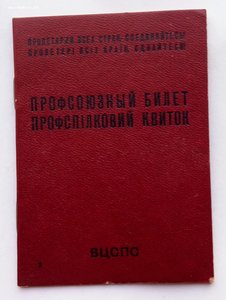 ПРОЛЕТАРИИ ВСЕХ СТРАН, СОЕДИНЯЙТЕСЬ!
ПРОЛЕТАРІ ВСІХ КРАЇН, ЄДНАЙТЕСЯ!
ПРОФСОЮЗНЫЙ БИЛЕТ
ПРОФСПІЛКОВИЙ КВИТОК
ВЦСПС